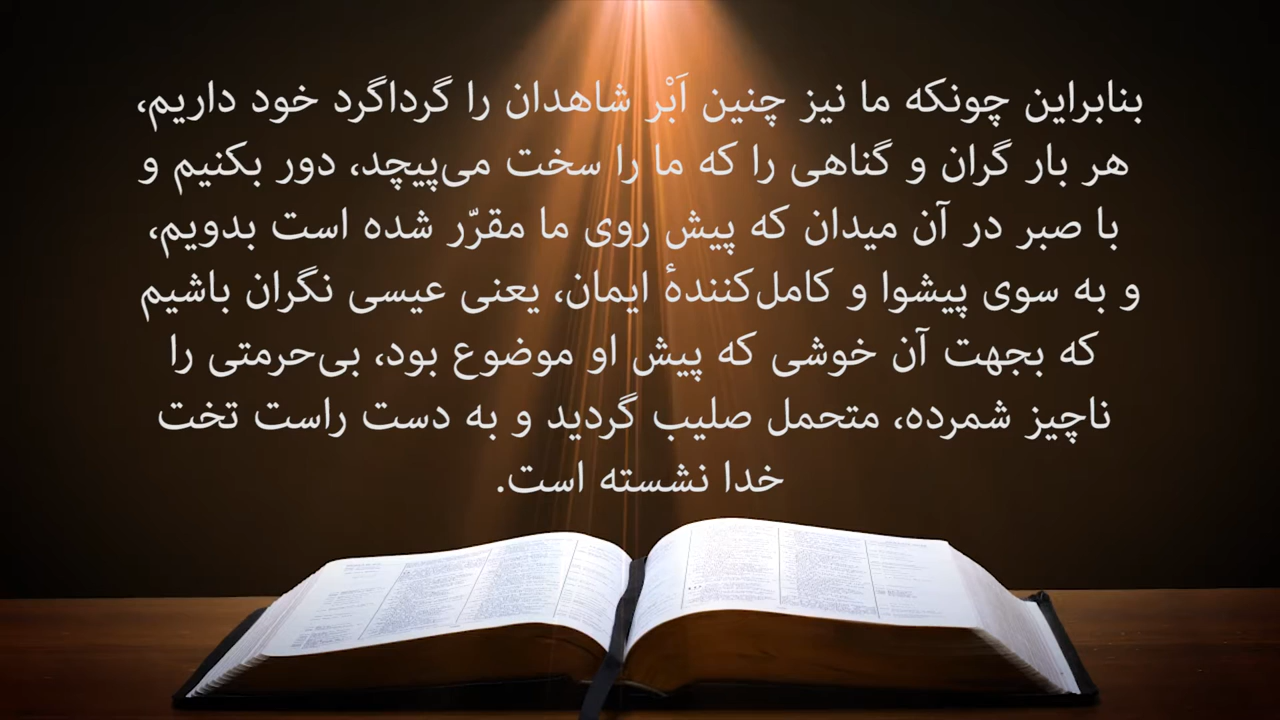 بنابراین چونکه ما نیز چنین اَبْر شاهدان را گرداگرد خود داریم،
هر بار گران و گناهی را که ما را سخت می‌پیچد، دور بکنیم و
با صبر در آن میدان که پیش روی ما مقرّر شده است بدویم،
و به سوی پیشوا و کامل‌کنندهٔ ایمان، یعنی عیسی نگران باشیم
که بجهت آن خوشی که پیش او موضوع بود، بی‌حرمتی را
ناچیز شمرده، متحمل صلیب گردید و به دست راست تخت
خدا نشسته است.